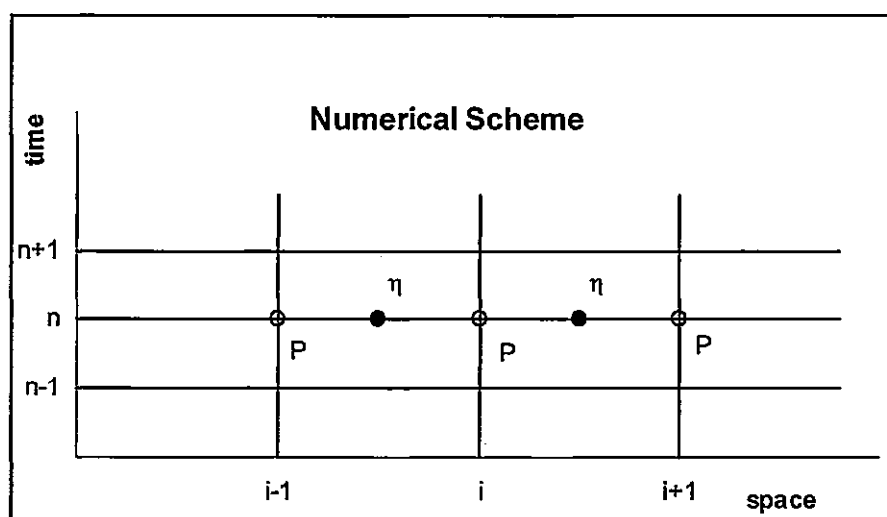 Numerical Scheme
time
n+1
η η
n
P P P
n-1
i-1 i i+1
space